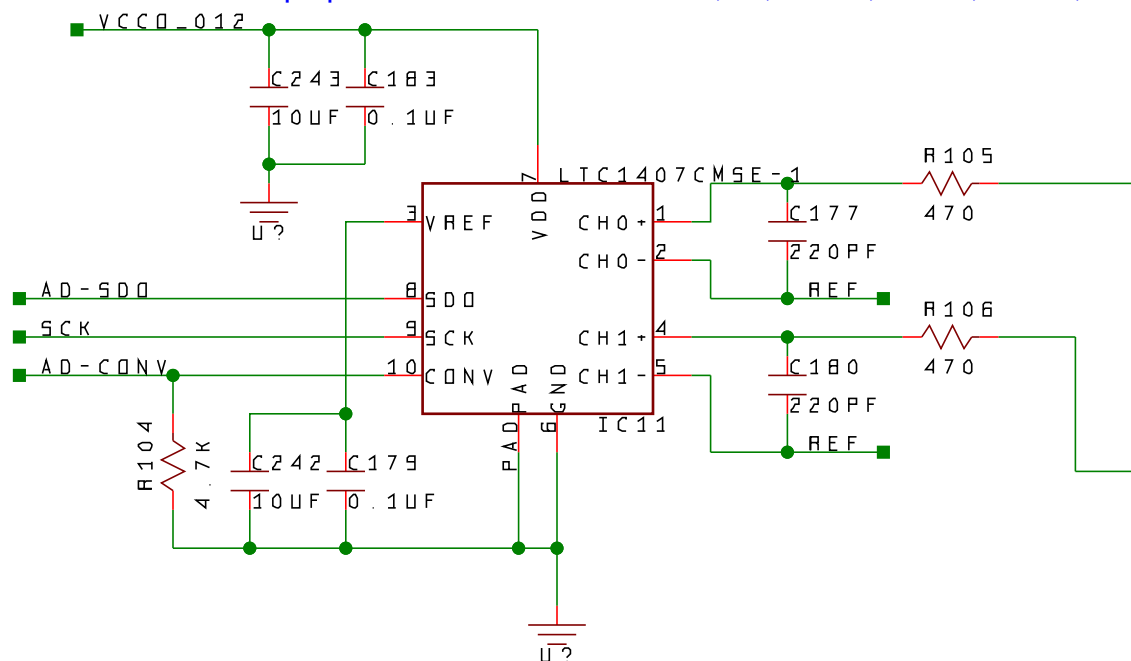 VCCO_012
C243
C183
10UF
0.1UF
R105
7
LTC1407CMSE-1
VDD
3
VREF
CH0+
1
C177
470
U?
CH0-
2
220PF
AD-SDO
8
SDO
REF
R106
SCK
9
SCK
CH1+
4
AD-CONV
10
CONV
CH1-
5
C180
470
PAD
GND
220PF
PAD
6
IC11
R104
4.7K
REF
C242
C179
10UF
0.1UF
U?